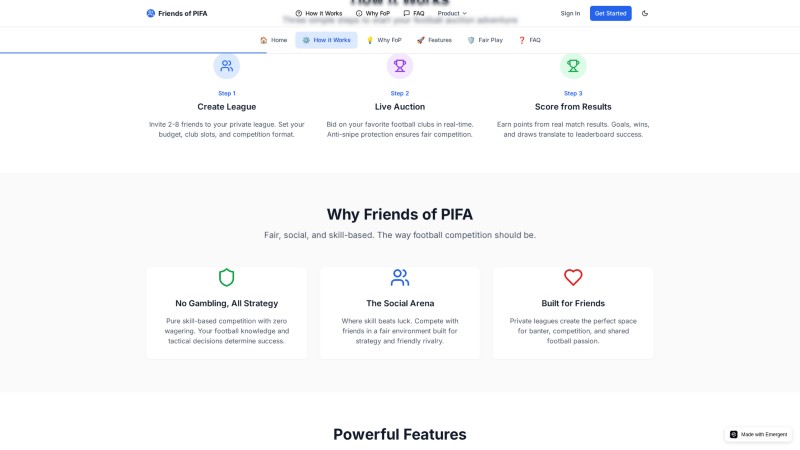 How It Works
Friends of PIFA
How it Works
Why FoP
FAQ
Product
Sign In
Get Started
Three simple steps to start your football auction adventure
Home
How it Works
Why FoP
Features
Fair Play
FAQ
Step 1
Create League
Invite 2-8 friends to your private league. Set your
budget, club slots, and competition format.
Step 2
Live Auction
Bid on your favorite football clubs in real-time.
Anti-snipe protection ensures fair competition.
Step 3
Score from Results
Earn points from real match results. Goals, wins,
and draws translate to leaderboard success.
Why Friends of PIFA
Fair, social, and skill-based. The way football competition should be.
No Gambling, All Strategy
Pure skill-based competition with zero
wagering. Your football knowledge and
tactical decisions determine success.
The Social Arena
Where skill beats luck. Compete with
friends in a fair environment built for
strategy and friendly rivalry.
Built for Friends
Private leagues create the perfect space
for banter, competition, and shared
football passion.
Powerful Features
Made with Emergent